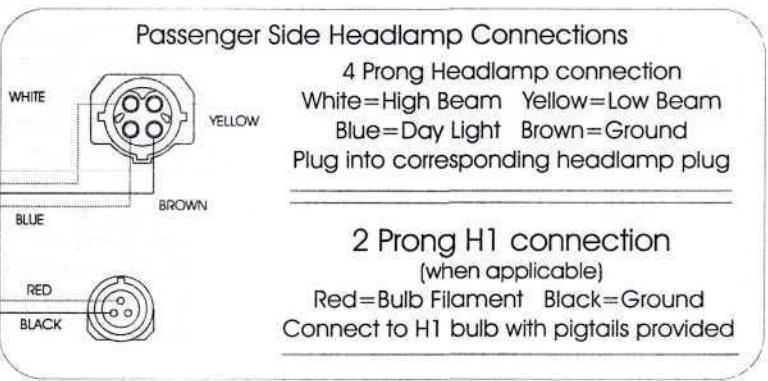 Passenger Side Headlamp Connections
WHITE
YELLOW
BLUE
BROWN
4 Prong Headlamp connection
White=High Beam Yellow=Low Beam
Blue=Day Light Brown=Ground
Plug into corresponding headlamp plug
RED
BLACK
2 Prong H1 connection
(when applicable)
Red=Bulb Filament Black=Ground
Connect to H1 bulb with pigtails provided